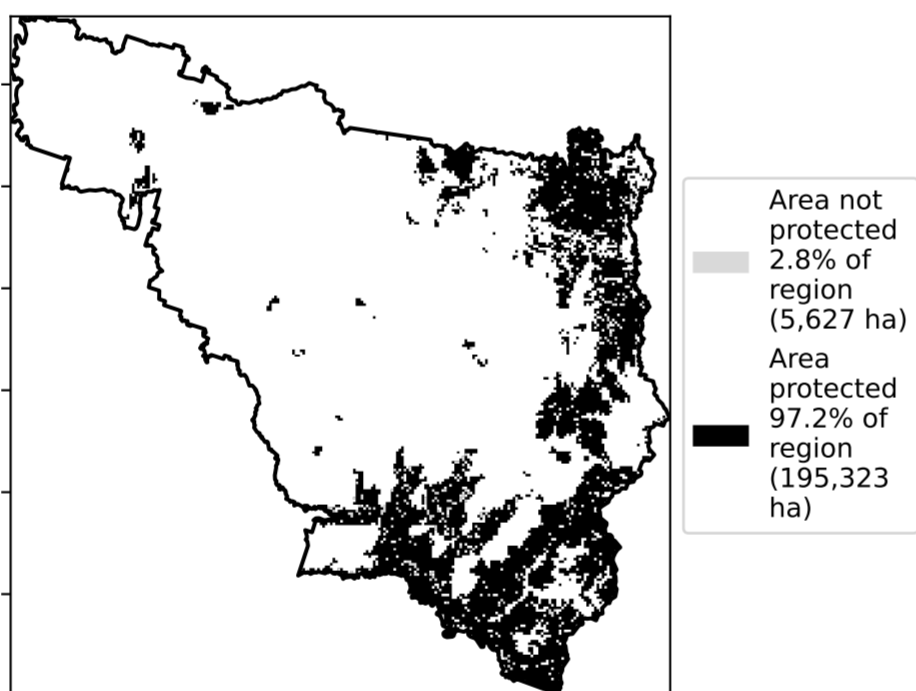 Area not
protected
2.8% of
region
(5,627 ha)
Area
protected
97.2% of
region
(195,323
ha)